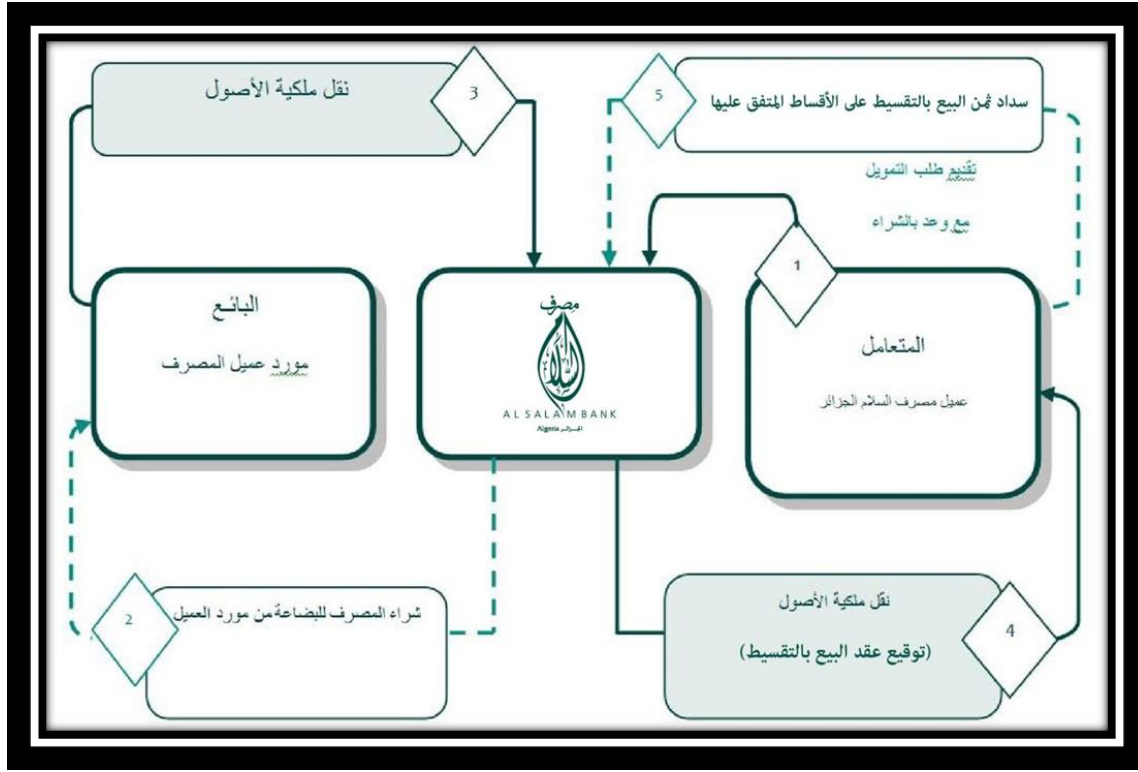 نقل ملكية الأصول
3
5
سداد ثمن البيع بالتقسيط على الأقساط المتفق عليها
تقديم طلب التمويل
مع وعد بالشراء
1
البائع
مورد عميل المصرف
مصرف
السلام
AL SALAM BANK
Algeria الجزائر
المتعامل
عميل مصرف السلام الجزائر
2
شراء المصرف للبضاعة من مورد العميل
نقل ملكية الأصول
(توقيع عقد البيع بالتقسيط)
4